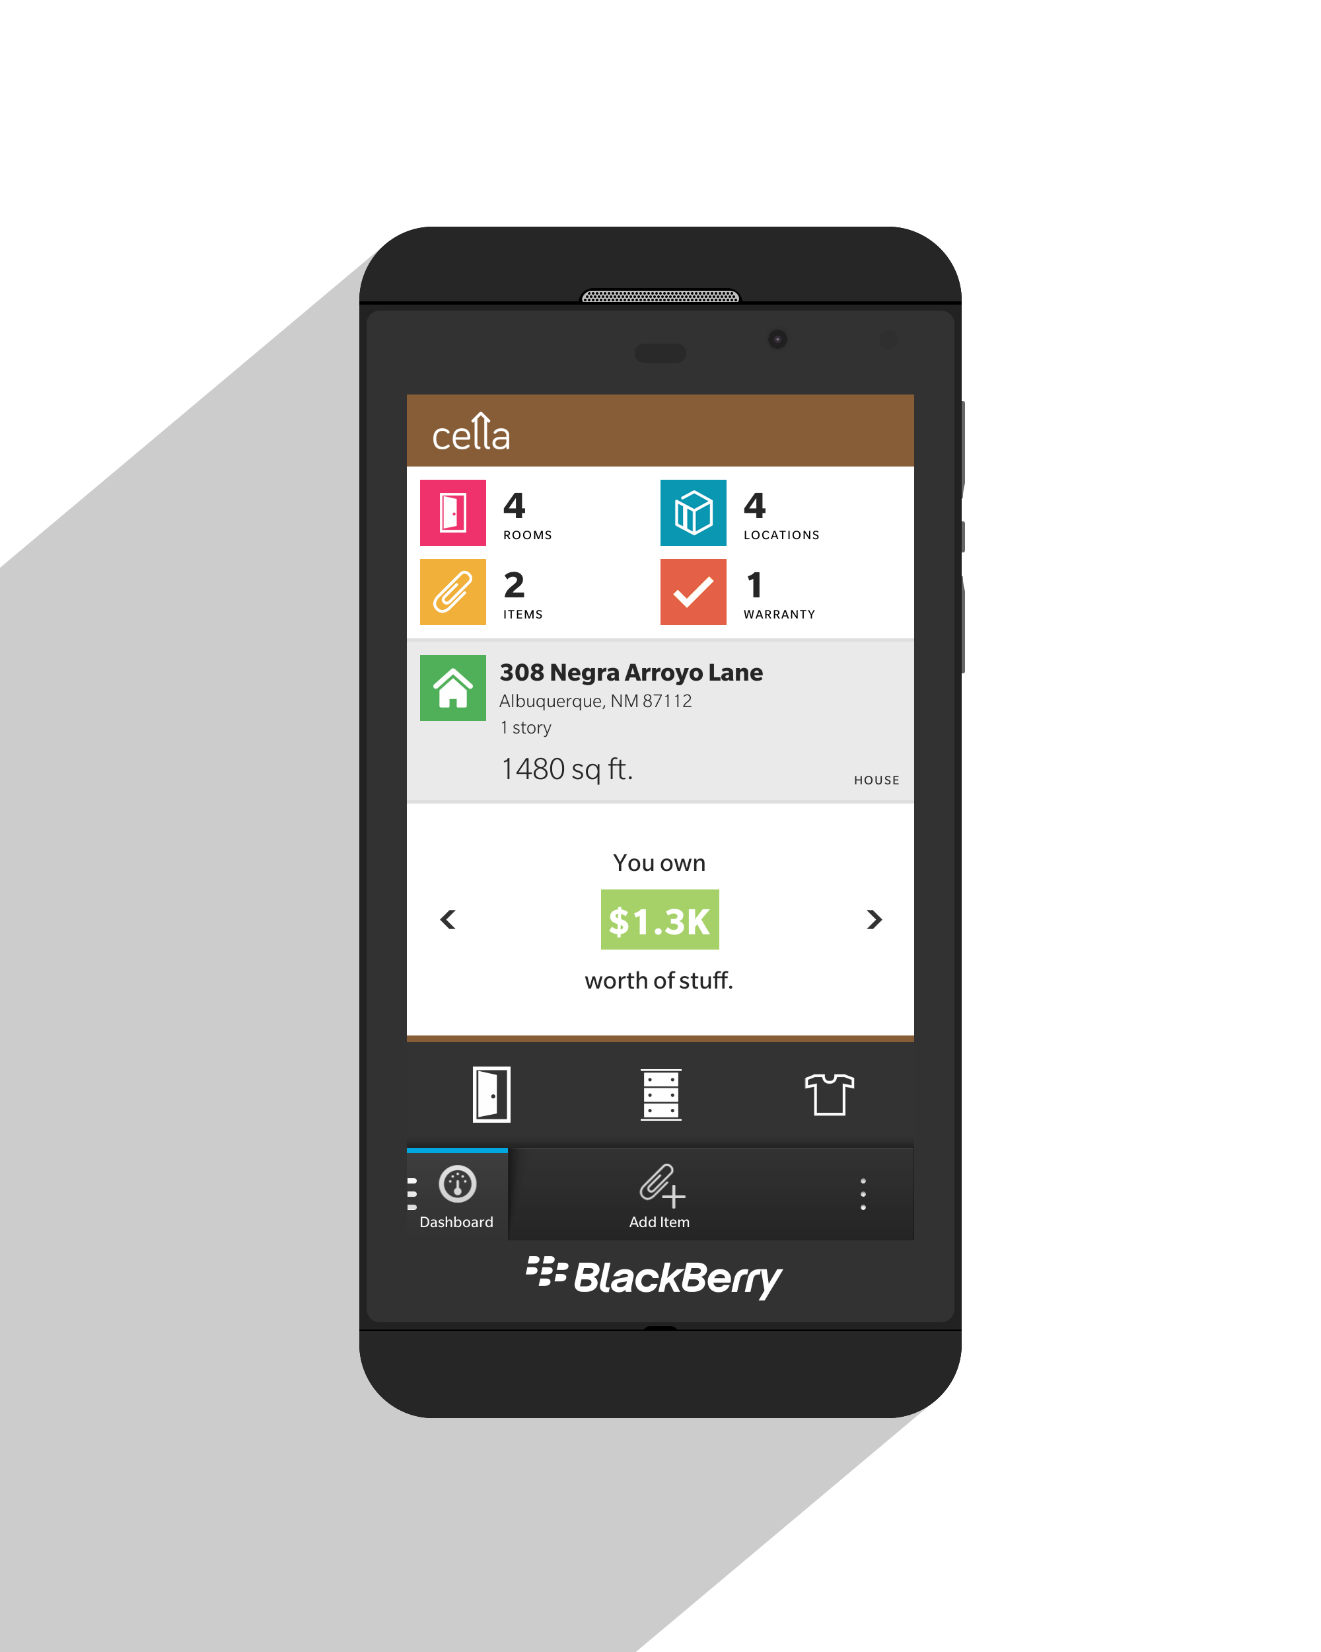 cella
4
ROOMS
4
LOCATIONS
2
ITEMS
1
WARRANTY
308 Negra Arroyo Lane
Albuquerque, NM 87112
1 story
1480 sq ft.
HOUSE
You own
$1.3K
worth of stuff.
Dashboard
Add Item
BlackBerry